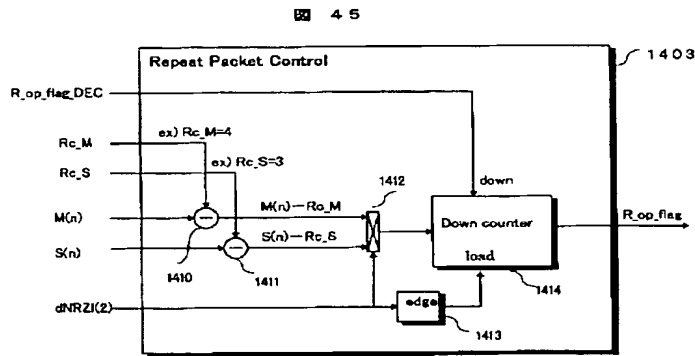 図 45
Repeat Packet Control
1403
R_op_flag_DEC
Rc_M
ex) Rc_M=4
Rc_S
ex) Rc_S=3
1412
down
M(n)
M(n)-Rc_M
Down counter
R_op_flag
S(n)
S(n)-Rc_S
load
1410
1411
1414
dNRZI(2)
edge
1413